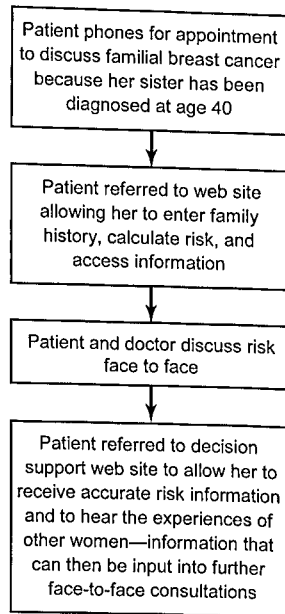 Patient phones for appointment
to discuss familial breast cancer
because her sister has been
diagnosed at age 40
Patient referred to web site
allowing her to enter family
history, calculate risk, and
access information
Patient and doctor discuss risk
face to face
Patient referred to decision
support web site to allow her to
receive accurate risk information
and to hear the experiences of
other women—information that
can then be input into further
face-to-face consultations